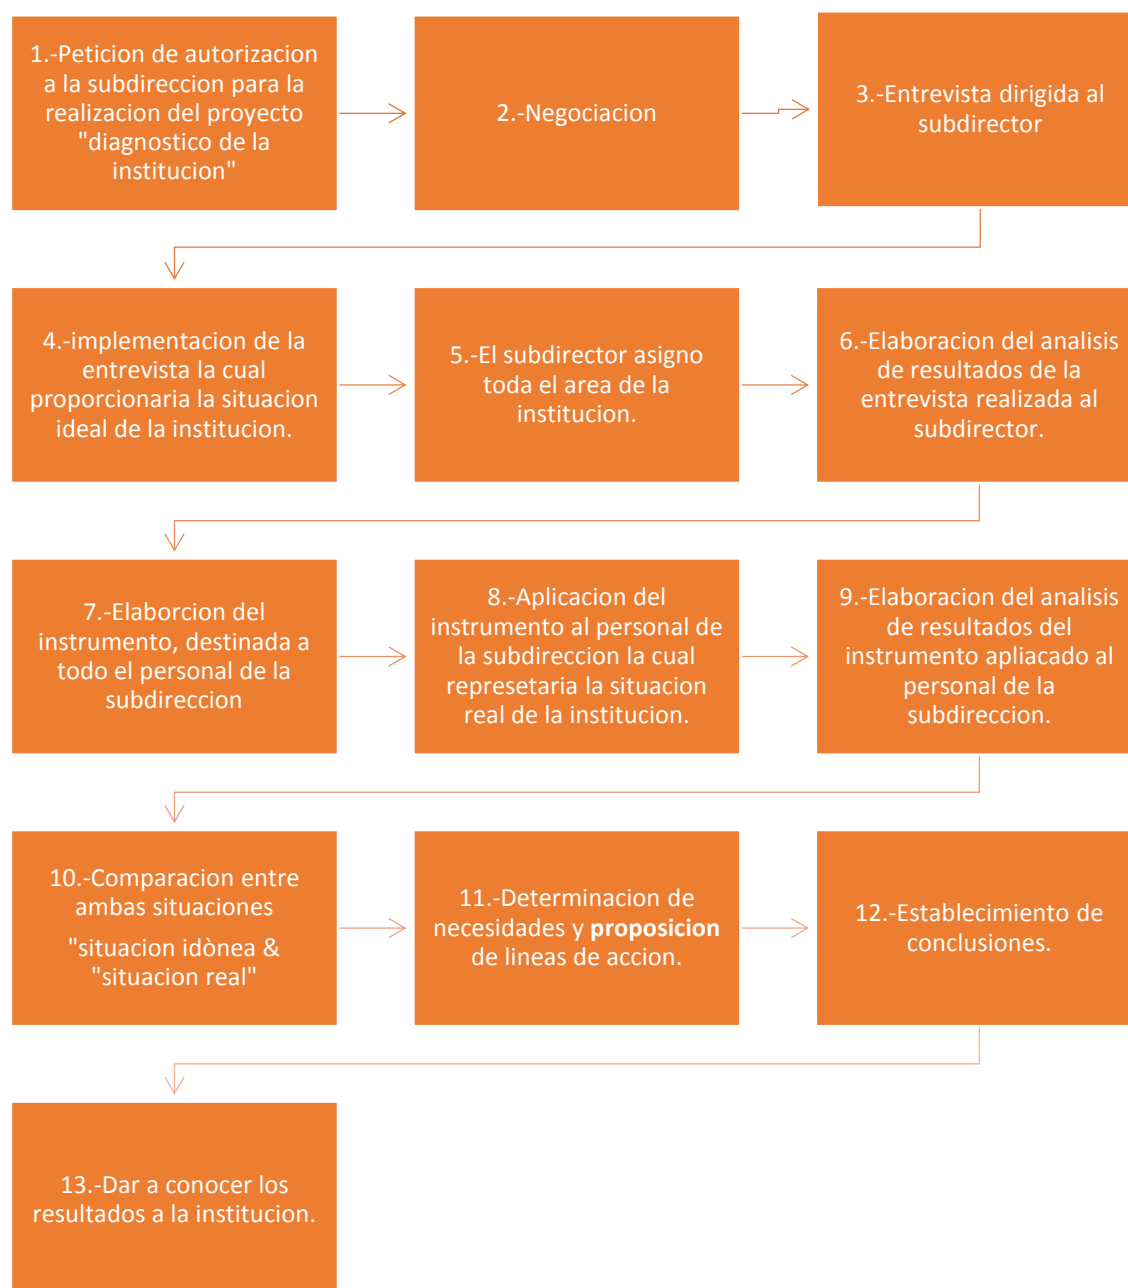 1.-Peticion de autorizacion
a la subdireccion para la
realizacion del proyecto
"diagnostico de la
institucion"
2.-Negociacion
3.-Entrevista dirigida al
subdirector
4.-implementacion de la
entrevista la cual
proporcionaria la situacion
ideal de la institucion.
5.-El subdirector asigno
toda el area de la
institucion.
6.-Elaboracion del analisis
de resultados de la
entrevista realizada al
subdirector.
7.-Elaborcion del
instrumento, destinada a
todo el personal de la
subdireccion
8.-Aplicacion del
instrumento al personal de
la subdireccion la cual
represetaria la situacion
real de la institucion.
9.-Elaboracion del analisis
de resultados del
instrumento apliacado al
personal de la
subdireccion.
10.-Comparacion entre
ambas situaciones
"situacion idònea &
"situacion real"
11.-Determinacion de
necesidades y proposicion
de lineas de accion.
12.-Establecimiento de
conclusiones.
13.-Dar a conocer los
resultados a la institucion.